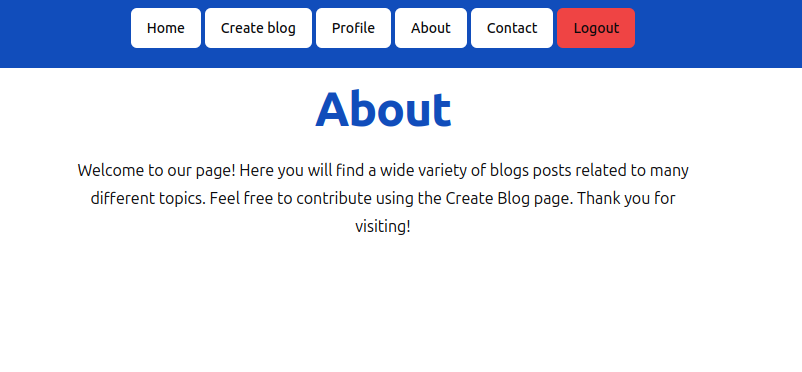 Home Create blog Profile About Contact Logout
About
Welcome to our page! Here you will find a wide variety of blogs posts related to many
different topics. Feel free to contribute using the Create Blog page. Thank you for
visiting!